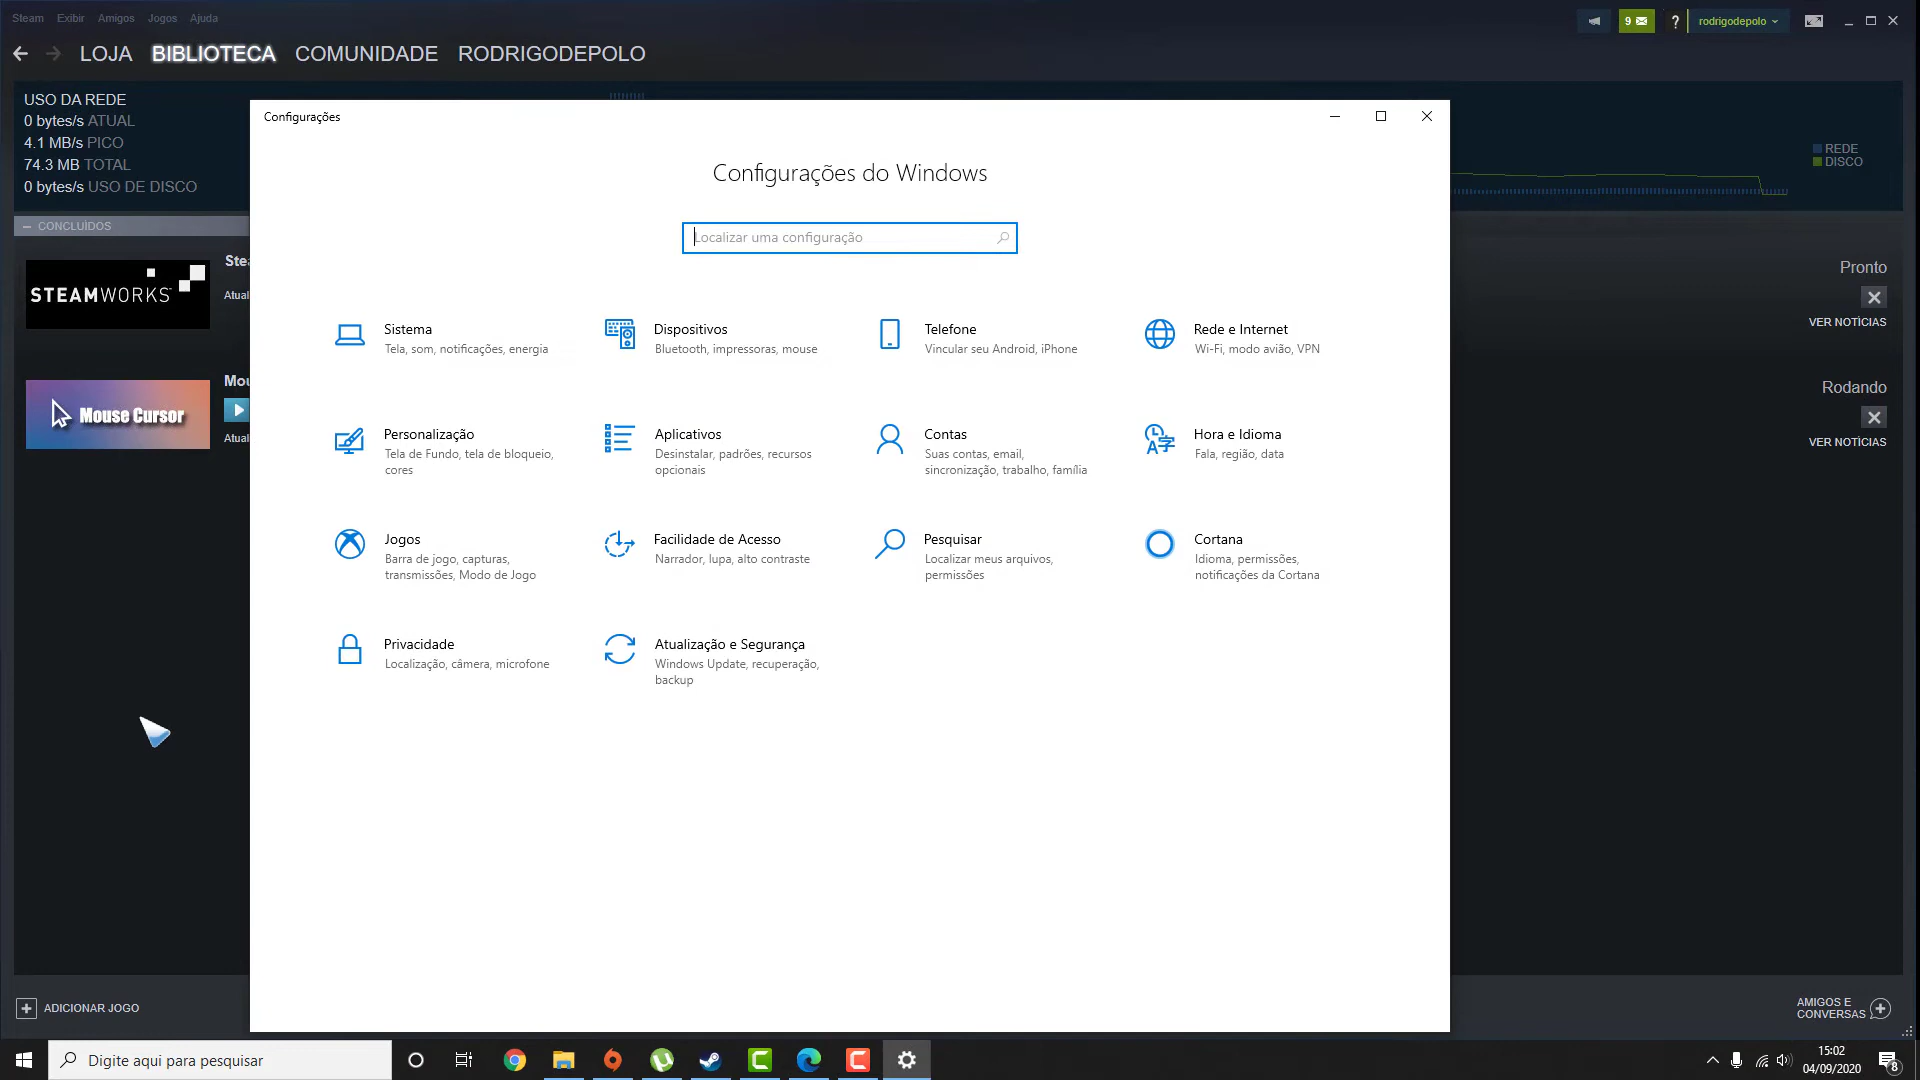 Steam Exibir Amigos Jogos Ajuda
9
?
rodrigodepolo
LOJA BIBLIOTECA COMUNIDADE RODRIGODEPOLO
USO DA REDE
0 bytes/s ATUAL
4.1 MB/s PICO
74.3 MB TOTAL
0 bytes/s USO DE DISCO
REDE
DISCO
CONCLUÍDOS
STEAMWORKS
Stea
Atual
Pronto
VER NOTÍCIAS
Mouse Cursor
Mou
Atual
Rodando
VER NOTÍCIAS
Configurações
Configurações do Windows
Localizar uma configuração
Sistema
Tela, som, notificações, energia
Dispositivos
Bluetooth, impressoras, mouse
Telefone
Vincular seu Android, iPhone
Rede e Internet
Wi-Fi, modo avião, VPN
Personalização
Tela de Fundo, tela de bloqueio,
cores
Aplicativos
Desinstalar, padrões, recursos
opcionais
Contas
Suas contas, email,
sincronização, trabalho, família
Hora e Idioma
Fala, região, data
Jogos
Barra de jogo, capturas,
transmissões, Modo de Jogo
Facilidade de Acesso
Narrador, lupa, alto contraste
Pesquisar
Localizar meus arquivos,
permissões
Cortana
Idioma, permissões,
notificações da Cortana
Privacidade
Localização, câmera, microfone
Atualização e Segurança
Windows Update, recuperação,
backup
ADICIONAR JOGO
AMIGOS E
CONVERSAS
Digite aqui para pesquisar
15:02
04/09/2020
8